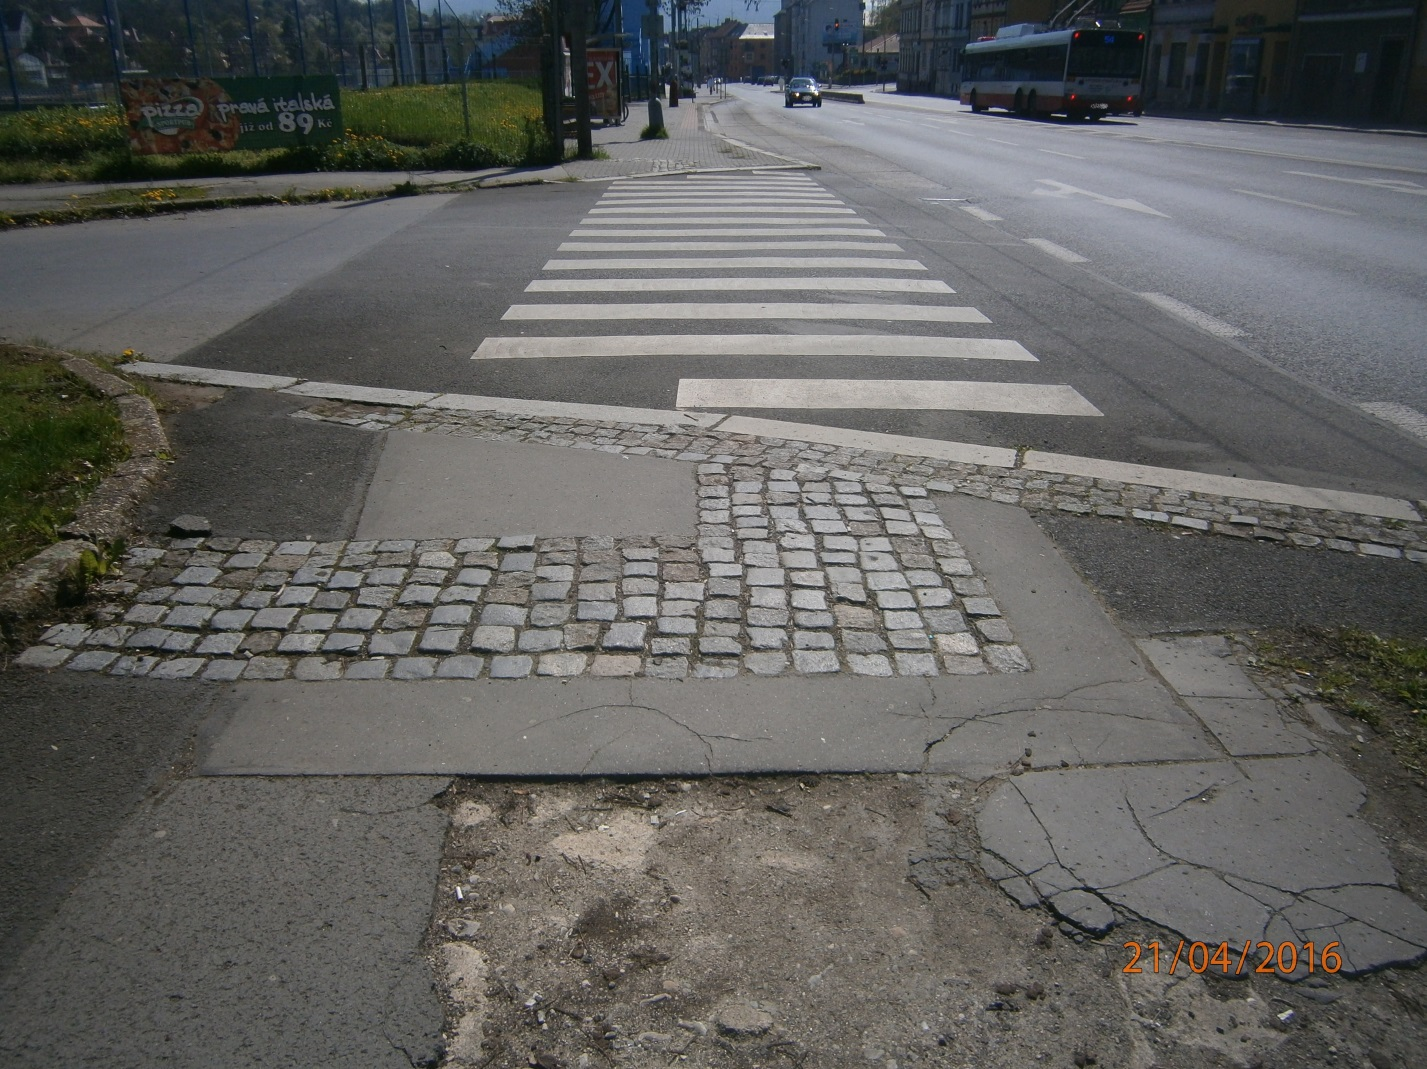 pizza
pravá italská
již od 89 Kč
EX
21/04/2016